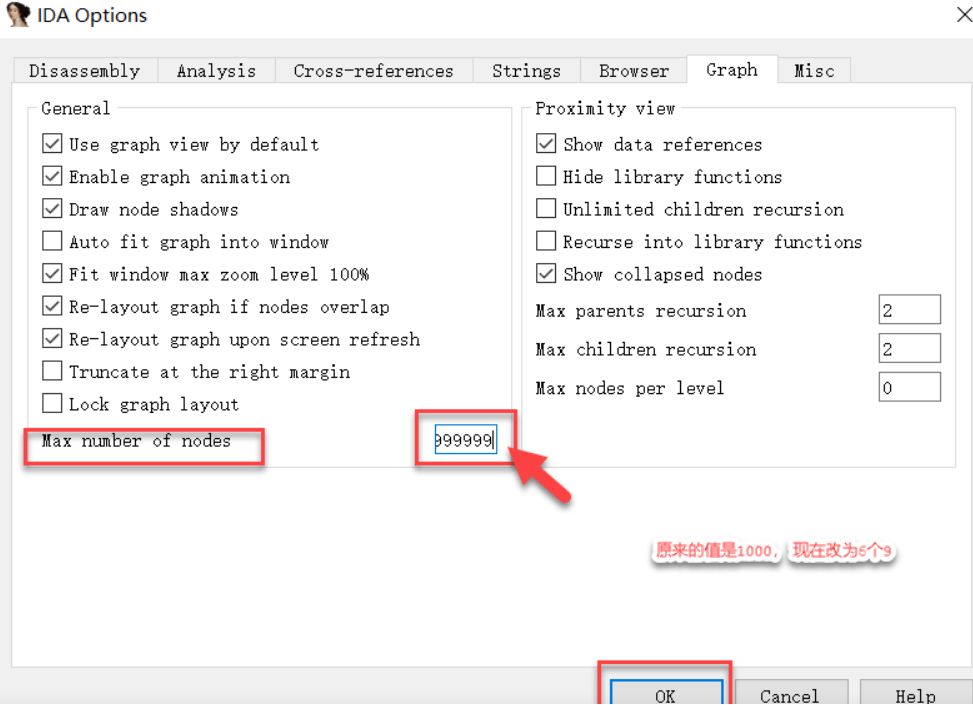 IDA Options
Disassembly Analysis Cross-references Strings Browser Graph Misc
General
Use graph view by default
Enable graph animation
Draw node shadows
Auto fit graph into window
Fit window max zoom level 100%
Re-layout graph if nodes overlap
Re-layout graph upon screen refresh
Truncate at the right margin
Lock graph layout
Max number of nodes 999999
Proximity view
Show data references
Hide library functions
Unlimited children recursion
Recurse into library functions
Show collapsed nodes
Max parents recursion 2
Max children recursion 2
Max nodes per level 0
原来的值是1000，现在改为6个9
OK Cancel Help